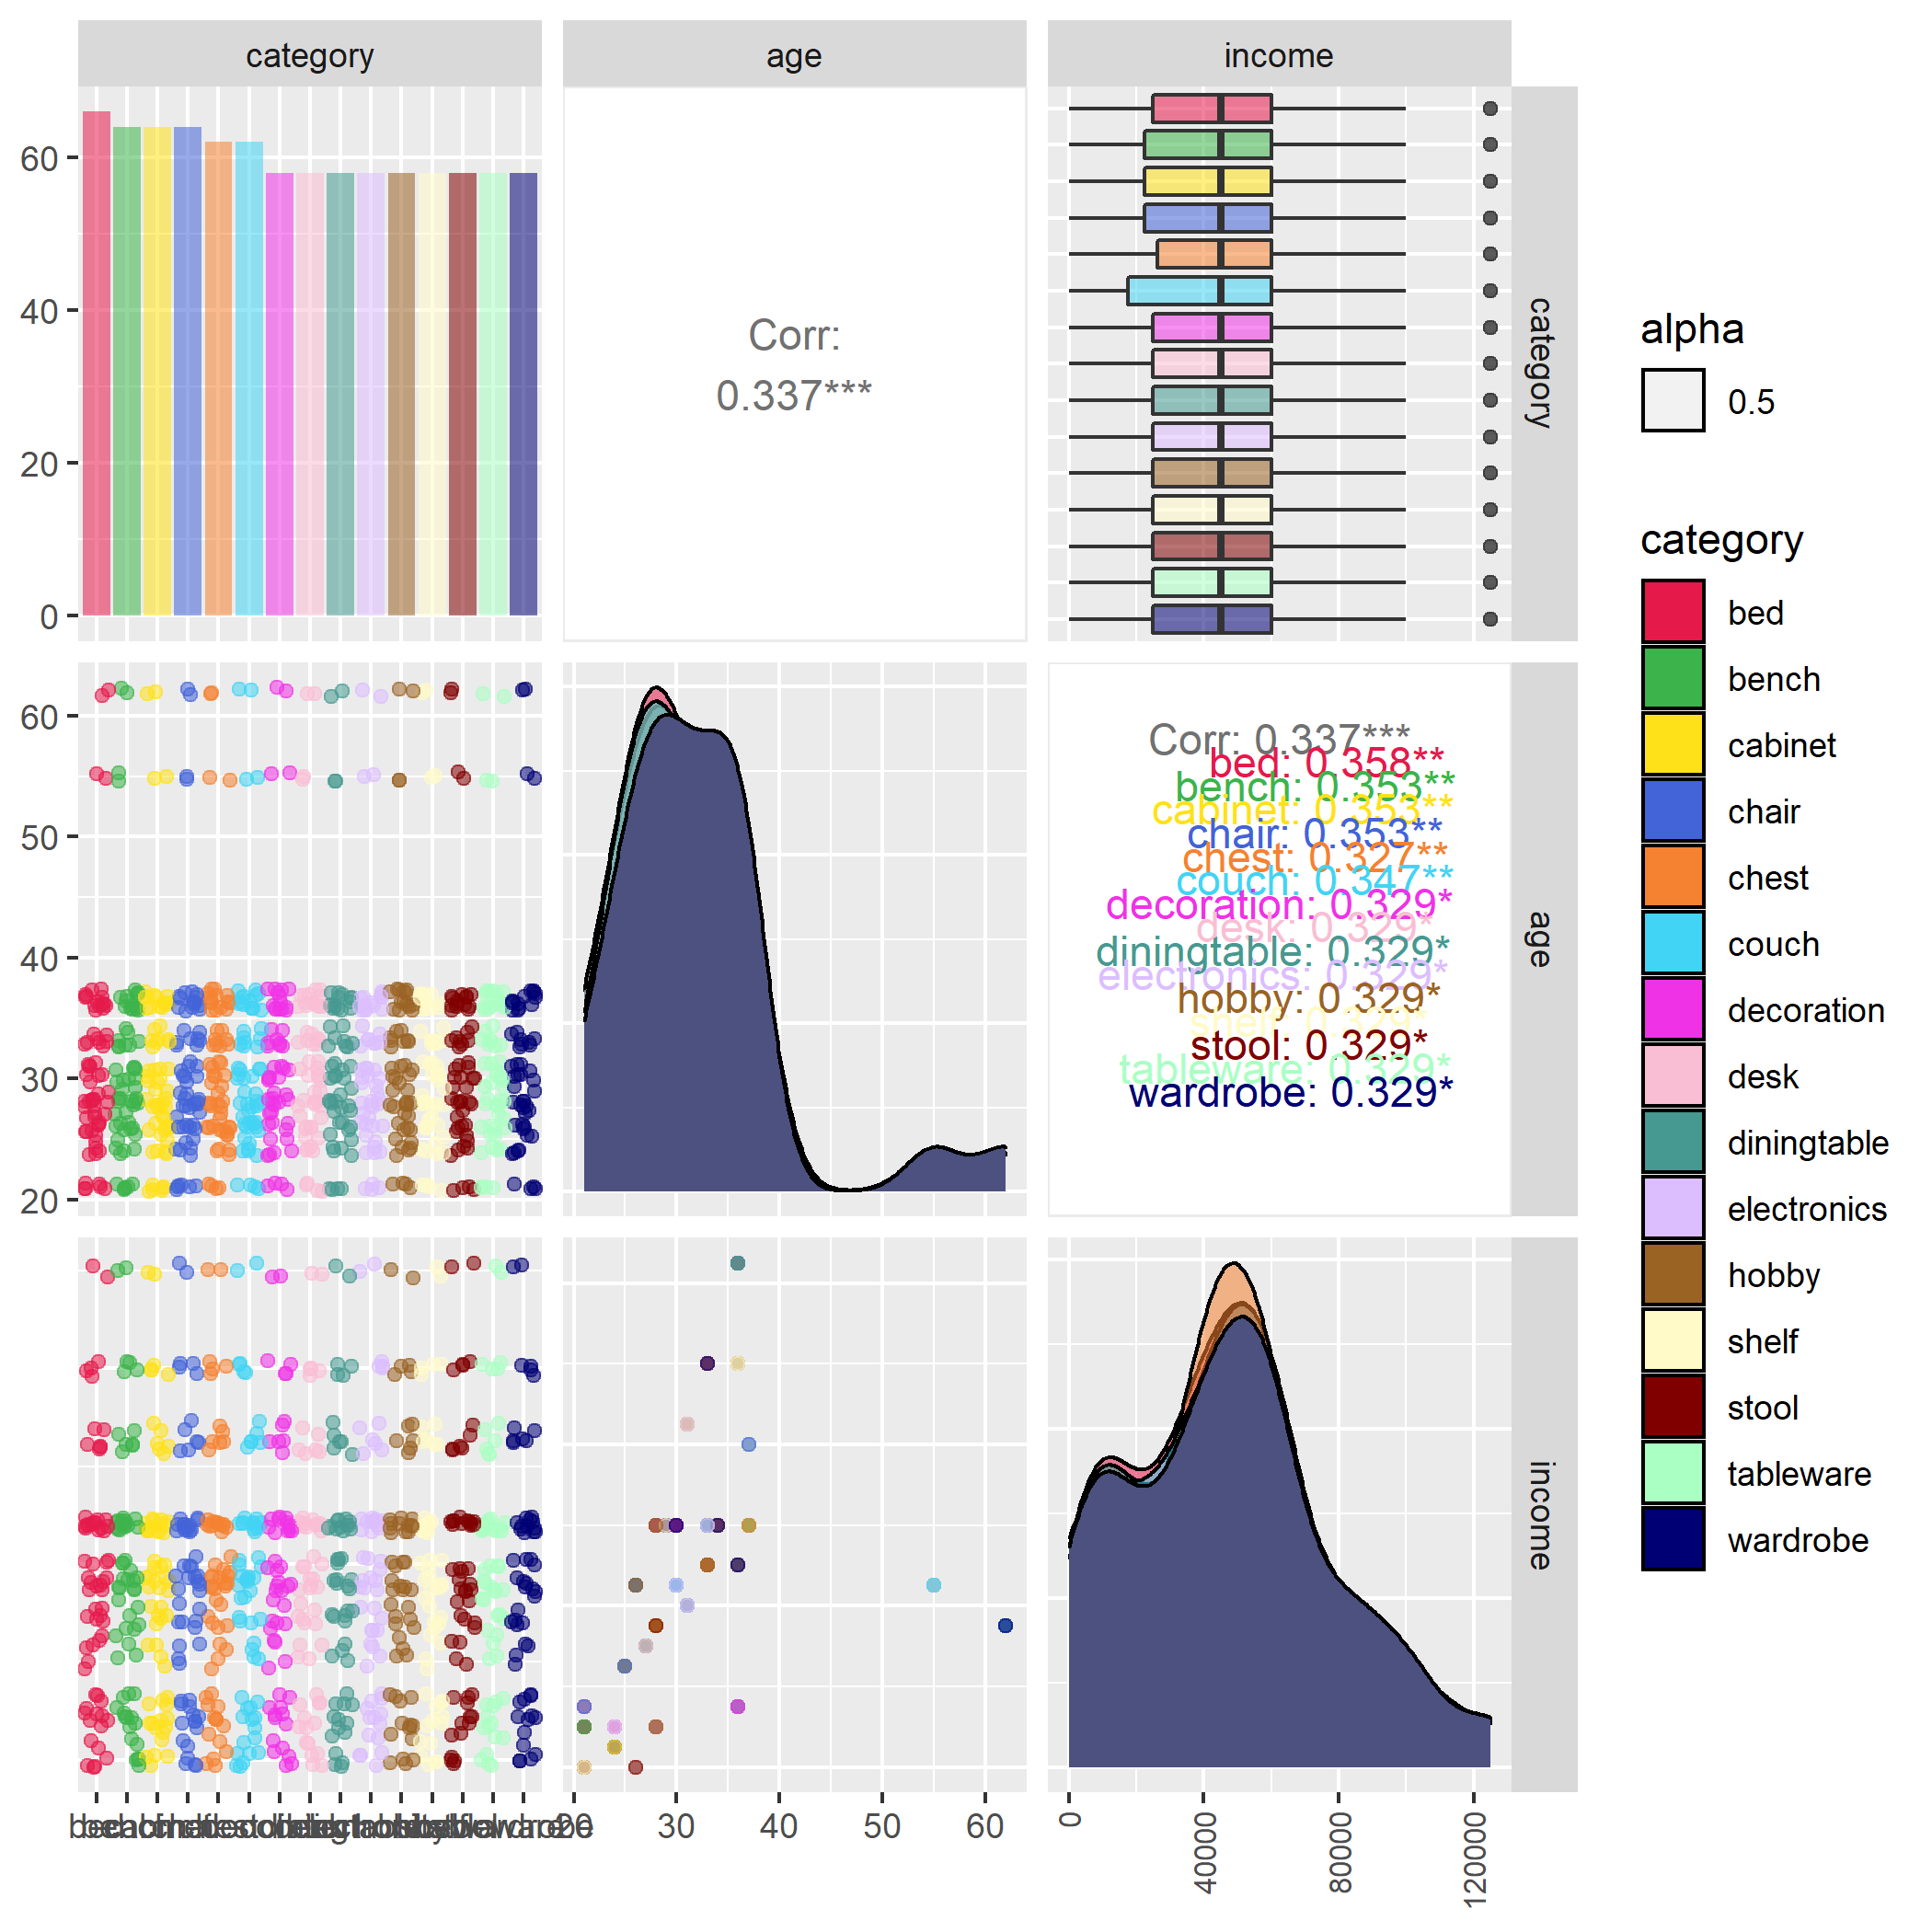 category
age
income
60
40
20
0
Corr:
0.337***
category
60
50
40
30
20
Corr: 0.337***
bed: 0.358**
bench: 0.353**
cabinet: 0.353**
chair: 0.353**
chest: 0.327**
couch: 0.347**
decoration: 0.329*
desk: 0.329*
diningtable: 0.329*
electronics: 0.329*
hobby: 0.329*
shelf: 0.329*
stool: 0.329*
tableware: 0.329*
wardrobe: 0.329*
age
income
20 30 40 50 60
0 40000 80000 120000
alpha
0.5
category
bed
bench
cabinet
chair
chest
couch
decoration
desk
diningtable
electronics
hobby
shelf
stool
tableware
wardrobe